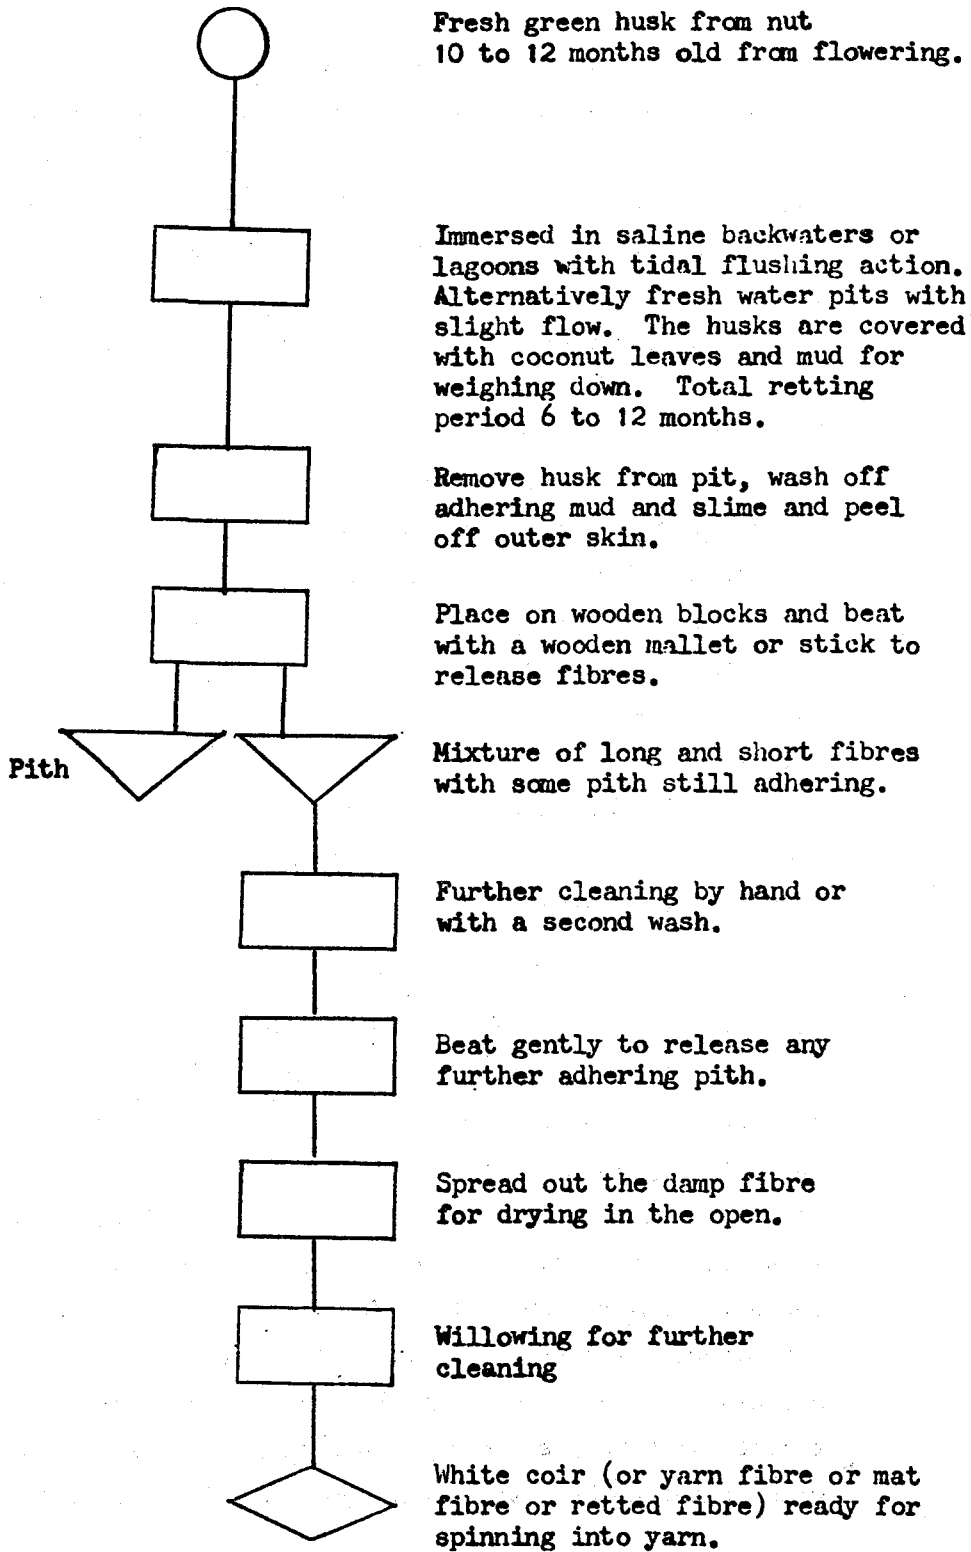 Fresh green husk from nut
10 to 12 months old from flowering.
Immersed in saline backwaters or
lagoons with tidal flushing action.
Alternatively fresh water pits with
slight flow. The husks are covered
with coconut leaves and mud for
weighing down. Total retting
period 6 to 12 months.
Remove husk from pit, wash off
adhering mud and slime and peel
off outer skin.
Place on wooden blocks and beat
with a wooden mallet or stick to
release fibres.
Pith
Mixture of long and short fibres
with some pith still adhering.
Further cleaning by hand or
with a second wash.
Beat gently to release any
further adhering pith.
Spread out the damp fibre
for drying in the open.
Willowing for further
cleaning
White coir (or yarn fibre or mat
fibre or retted fibre) ready for
spinning into yarn.